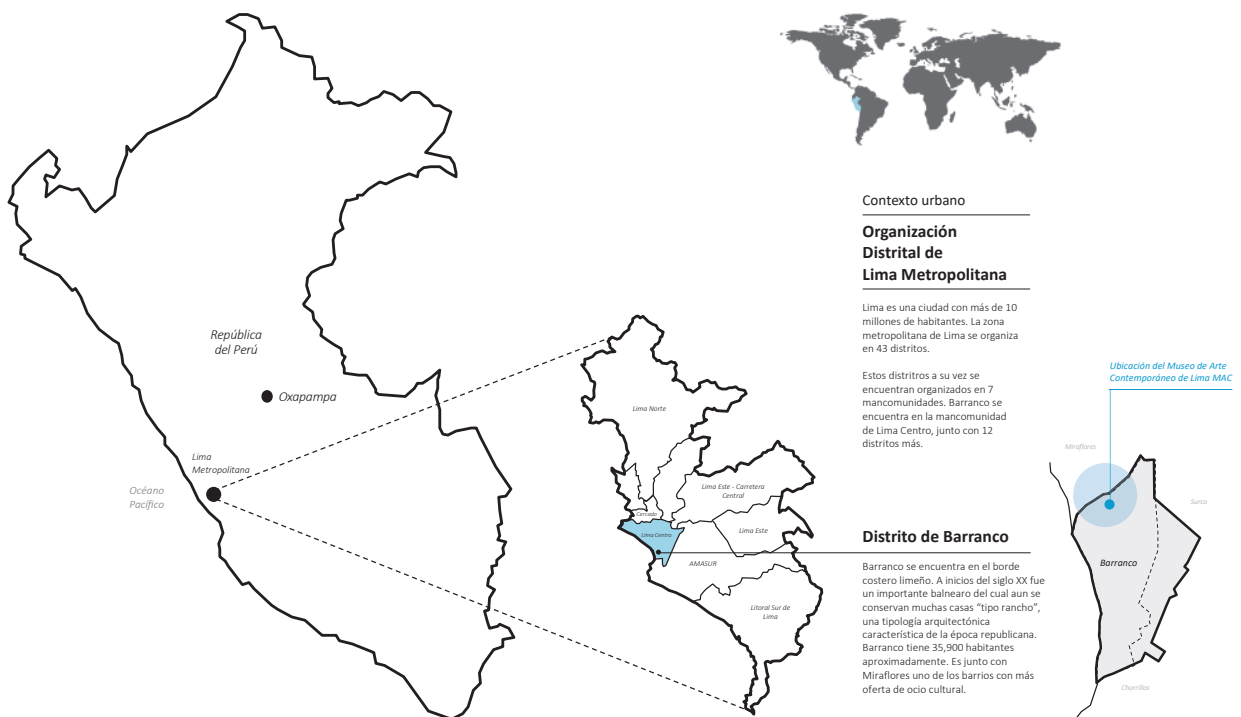 República
del Perú
Oxapampa
Lima
Metropolitana
Océano
Pacífico
Lima Norte
Lima Este - Carretera
Central
Cercado
Lima Centro
Lima Este
AMASUR
Litoral Sur de
Lima
Contexto urbano
Organización
Distrital de
Lima Metropolitana
Lima es una ciudad con más de 10
millones de habitantes. La zona
metropolitana de Lima se organiza
en 43 distritos.
Estos distritros a su vez se
encuentran organizados en 7
mancomunidades. Barranco se
encuentra en la mancomunidad
de Lima Centro, junto con 12
distritos más.
Distrito de Barranco
Barranco se encuentra en el borde
costero limeño. A inicios del siglo XX fue
un importante balneario del cual aun se
conservan muchas casas “tipo rancho”,
una tipología arquitectónica
característica de la época republicana.
Barranco tiene 35,900 habitantes
aproximadamente. Es junto con
Miraflores uno de los barrios con más
oferta de ocio cultural.
Ubicación del Museo de Arte
Contemporáneo de Lima MAC
Miraflores
Surco
Barranco
Chorrillos